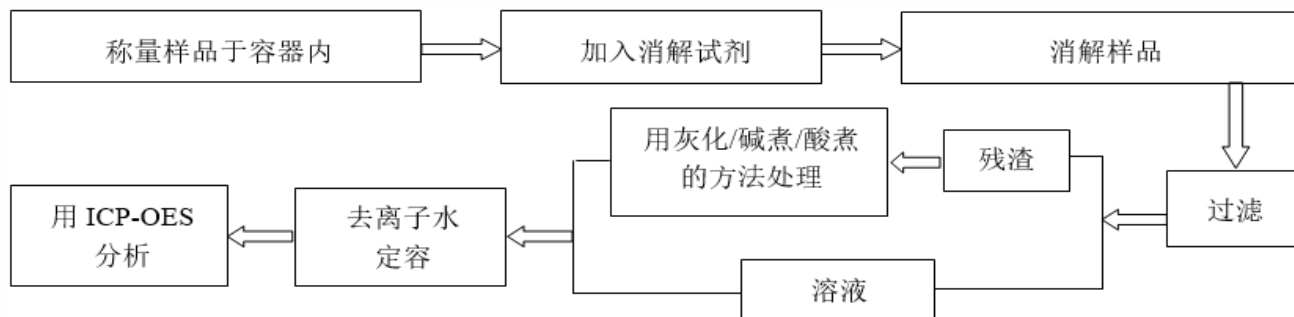 称量样品于容器内
加入消解试剂
消解样品
过滤
残渣
用灰化/碱煮/酸煮
的方法处理
溶液
去离子水
定容
用 ICP-OES
分析